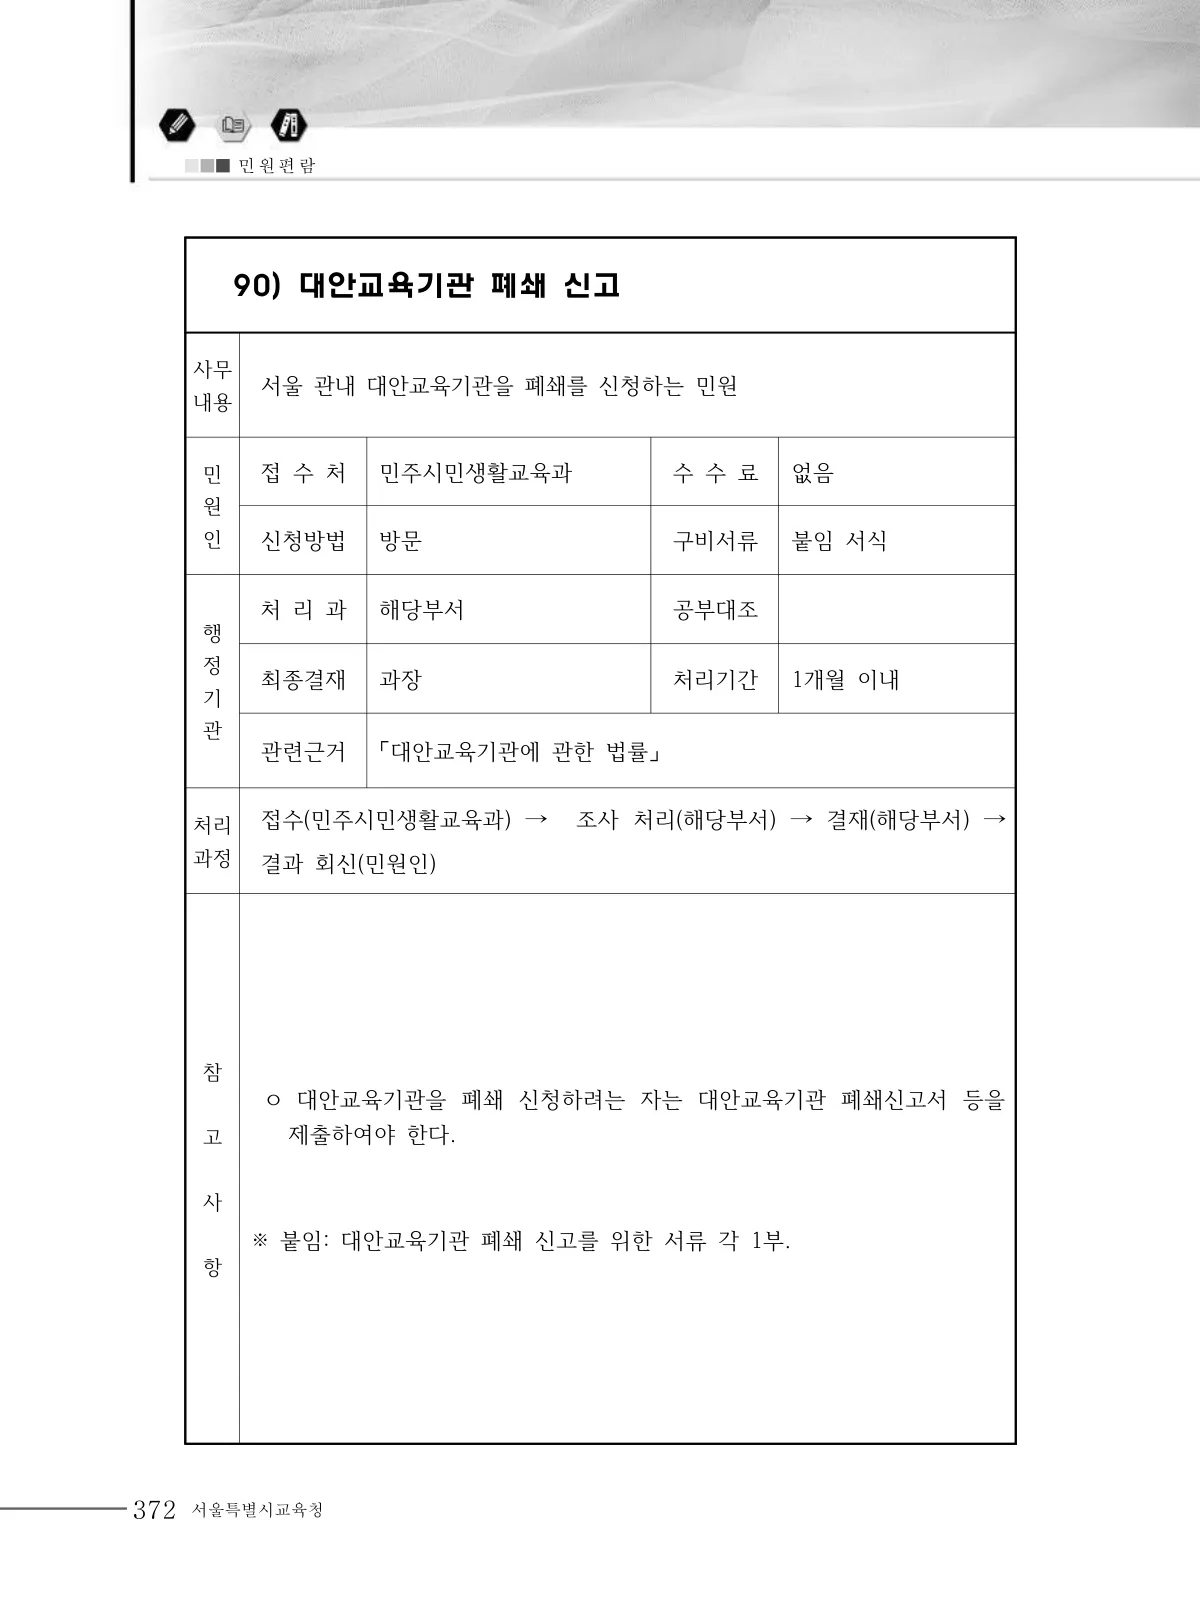 민원편람
90) 대안교육기관 폐쇄 신고
사무
내용
서울 관내 대안교육기관을 폐쇄를 신청하는 민원
민
원
인
접 수 처
민주시민생활교육과
수 수 료
없음
신청방법
방문
구비서류
붙임 서식
행
정
기
관
처 리 과
해당부서
공부대조
최종결재
과장
처리기간
1개월 이내
관련근거
「대안교육기관에 관한 법률」
처리
과정
접수(민주시민생활교육과) → 조사 처리(해당부서) → 결재(해당부서) →
결과 회신(민원인)
참
고
사
항
ㅇ 대안교육기관을 폐쇄 신청하려는 자는 대안교육기관 폐쇄신고서 등을
제출하여야 한다.
※ 붙임: 대안교육기관 폐쇄 신고를 위한 서류 각 1부.
372 서울특별시교육청